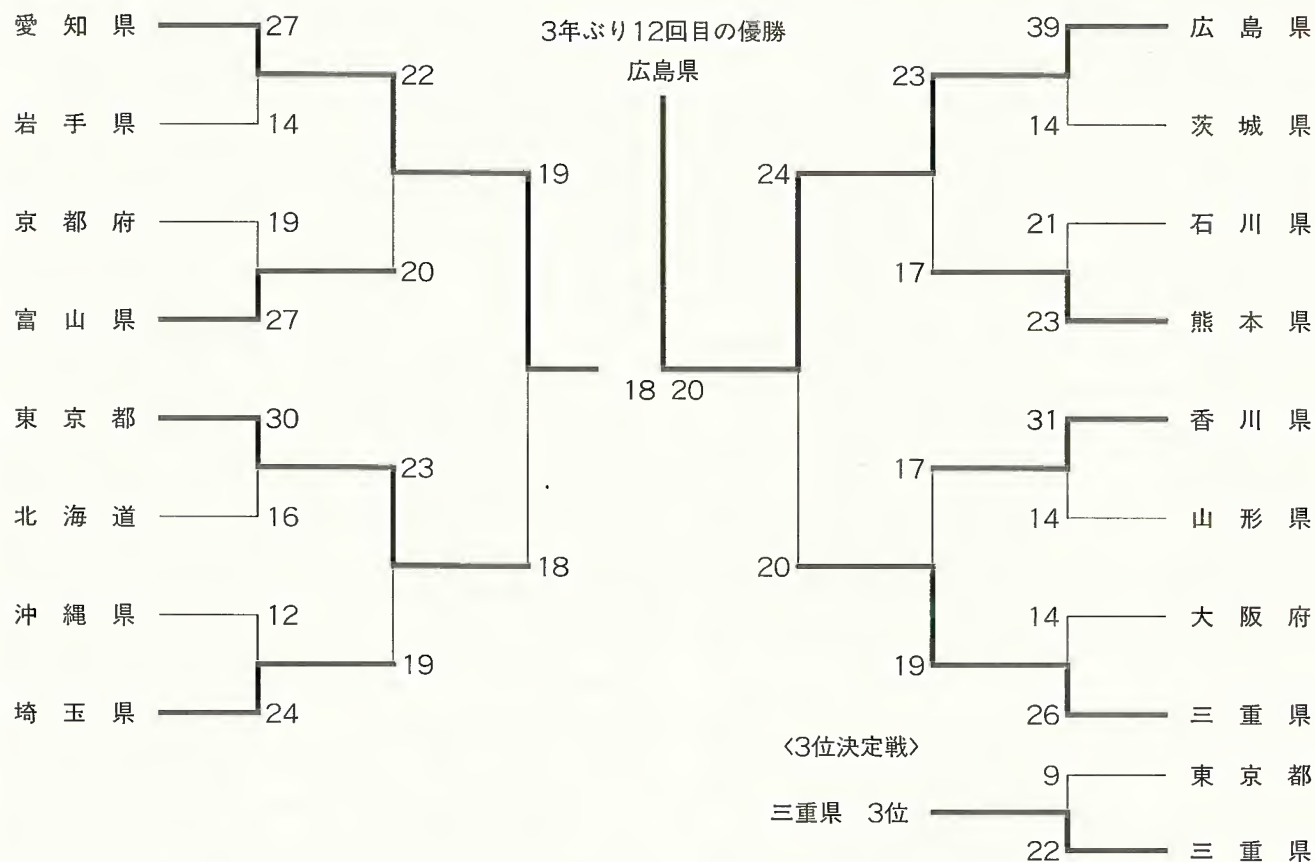 3年ぶり12回目の優勝
広島県
愛知県 27
22
岩手県 14
19
京都府 19
20
富山県 27
東京都 30
23
北海道 16
18
沖縄県 12
19
埼玉県 24
18 20
39 広島県
23
14 茨城県
24
21 石川県
17
23 熊本県
31 香川県
17
14 山形県
20
14 大阪府
19
26 三重県
〈3位決定戦〉
9 東京都
三重県 3位
22 三重県